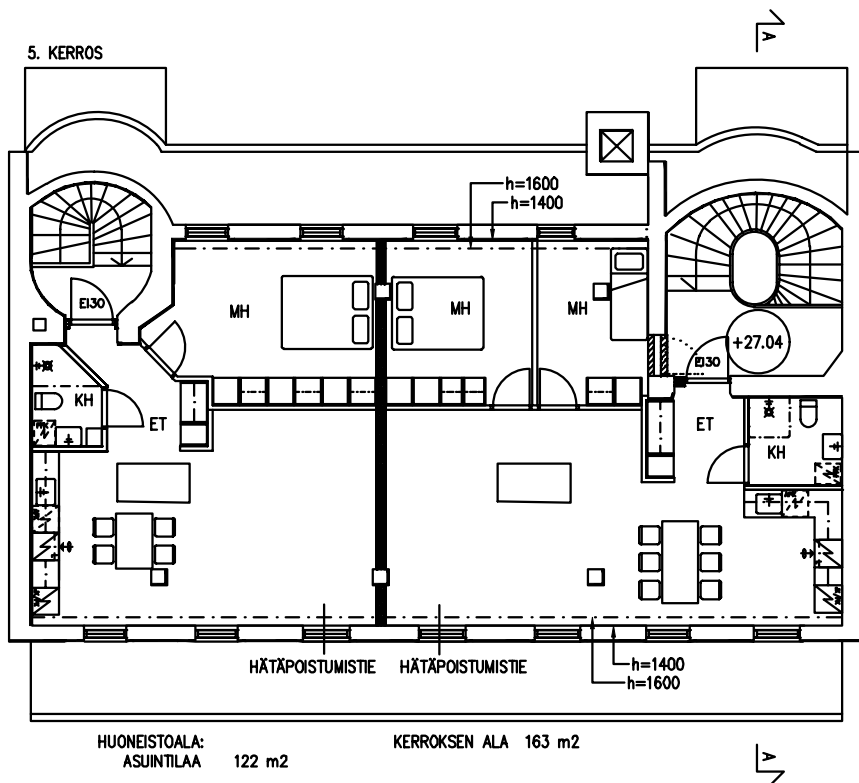 A
5. KERROS
h=1600
h=1400
EI30
MH
MH
MH
+27.04
EI30
KH
ET
ET
KH
HÄTÄPOISTUMISTIE HÄTÄPOISTUMISTIE
h=1400
h=1600
HUONEISTOALA:
ASUINTILAA 122 m2
KERROKSEN ALA 163 m2
A